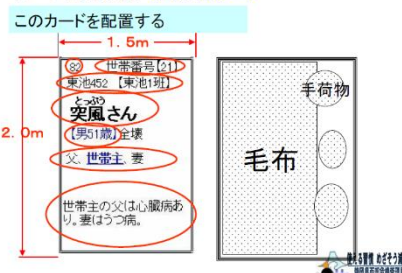 このカードを配置する
1.5m
82 世帯番号【21】
東池452 【東池1班】
とっぷう
突風さん
【男51歳】全壊
父、世帯主、妻
2.0m
世帯主の父は心臓病あ
り。妻はうつ病。
手荷物
毛布